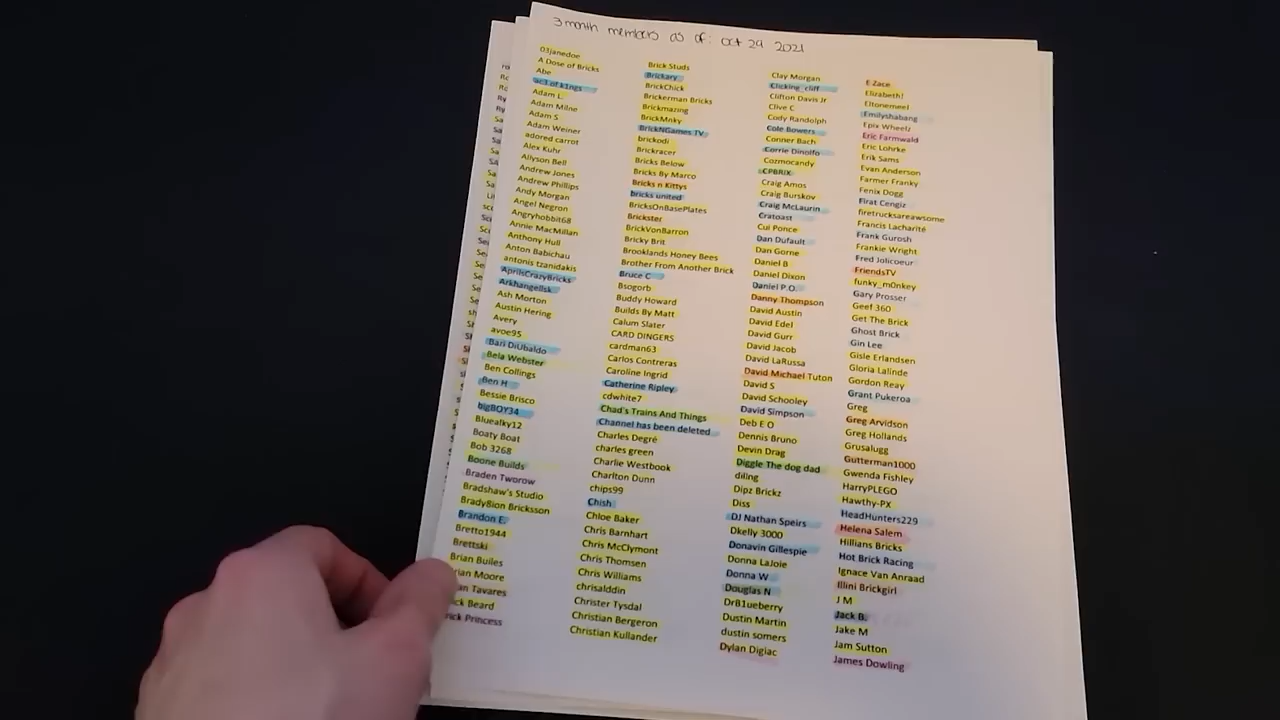 3 month members as of: oct 29 2021
03janedoe
A Dose of Bricks
Abe
ac3 of k1ngs
Adam L.
Adam Milne
Adam S
Adam Weiner
adored carrot
Alex Kuhr
Allyson Bell
Andrew Jones
Andrew Phillips
Andy Morgan
Angel Negron
Angryhobbit68
Annie MacMillan
Anthony Hull
Anton Babichau
antonis tzanidakis
AprilsCrazyBricks
Arkhangellsk
Ash Morton
Austin Hering
Avery
avoe95
Bari DiUbaldo
Bela Webster
Ben Collings
Ben H
Bessie Brisco
bigBOY34
Bluealky12
Boaty Boat
Bob 3268
Boone Builds
Braden Tworow
Bradshaw's Studio
Brady8ion Bricksson
Brandon E.
Bretto1944
Brettski
Brian Builes
Moore
Tavares
Beard
Princess
Brick Studs
Brickary
BrickChick
Brickerman Bricks
Brickmazing
BrickMnky
BrickNGames TV
brickodi
Brickracer
Bricks Below
Bricks By Marco
Bricks n Kittys
bricks united
BricksOnBasePlates
Brickster
BrickVonBarron
Bricky Brit
Brooklands Honey Bees
Brother From Another Brick
Bruce C
Bsogorb
Buddy Howard
Builds By Matt
Calum Slater
CARD DINGERS
cardman63
Carlos Contreras
Caroline Ingrid
Catherine Ripley
cdwhite7
Chad's Trains And Things
Channel has been deleted
Charles Degré
charles green
Charlie Westbook
Charlton Dunn
chips99
Chish
Chloe Baker
Chris Barnhart
Chris McClymont
Chris Thomsen
Chris Williams
chrisalddin
Christer Tysdal
Christian Bergeron
Christian Kullander
Clay Morgan
Clicking_cliff
Clifton Davis Jr
Clive C
Cody Randolph
Cole Bowers
Conner Bach
Corrie Dinolfo
Cozmocandy
CPBRIX
Craig Amos
Craig Burskov
Craig McLaurin
Cratoast
Cui Ponce
Dan Dufault
Dan Gorne
Daniel B
Daniel Dixon
Daniel P.O.
Danny Thompson
David Austin
David Edel
David Gurr
David Jacob
David LaRussa
David Michael Tuton
David S
David Schooley
David Simpson
Deb E O
Dennis Bruno
Devin Drag
Diggle The dog dad
diling
Dipz Brickz
Diss
DJ Nathan Speirs
Dkelly 3000
Donavin Gillespie
Donna LaJoie
Donna W
Douglas N
DrB1ueberry
Dustin Martin
dustin somers
Dylan Digiac
E Zace
Elizabeth!
Eltonemeel
Emilyshabang
Epix Wheelz
Eric Farmwald
Eric Lohrke
Erik Sams
Evan Anderson
Farmer Franky
Fenix Dogg
Firat Cengiz
firetrucksareawsome
Francis Lacharité
Frank Gurosh
Frankie Wright
Fred Jolicoeur
FriendsTV
funky_m0nkey
Gary Prosser
Geef 360
Get The Brick
Ghost Brick
Gin Lee
Gisle Erlandsen
Gloria Lalinde
Gordon Reay
Grant Pukeroa
Greg
Greg Arvidson
Greg Hollands
Grusalugg
Gutterman1000
Gwenda Fishley
HarryPLEGO
Hawthy-PX
HeadHunters229
Helena Salem
Hillians Bricks
Hot Brick Racing
Ignace Van Anraad
Illini Brickgirl
J M
Jack B.
Jake M
Jam Sutton
James Dowling